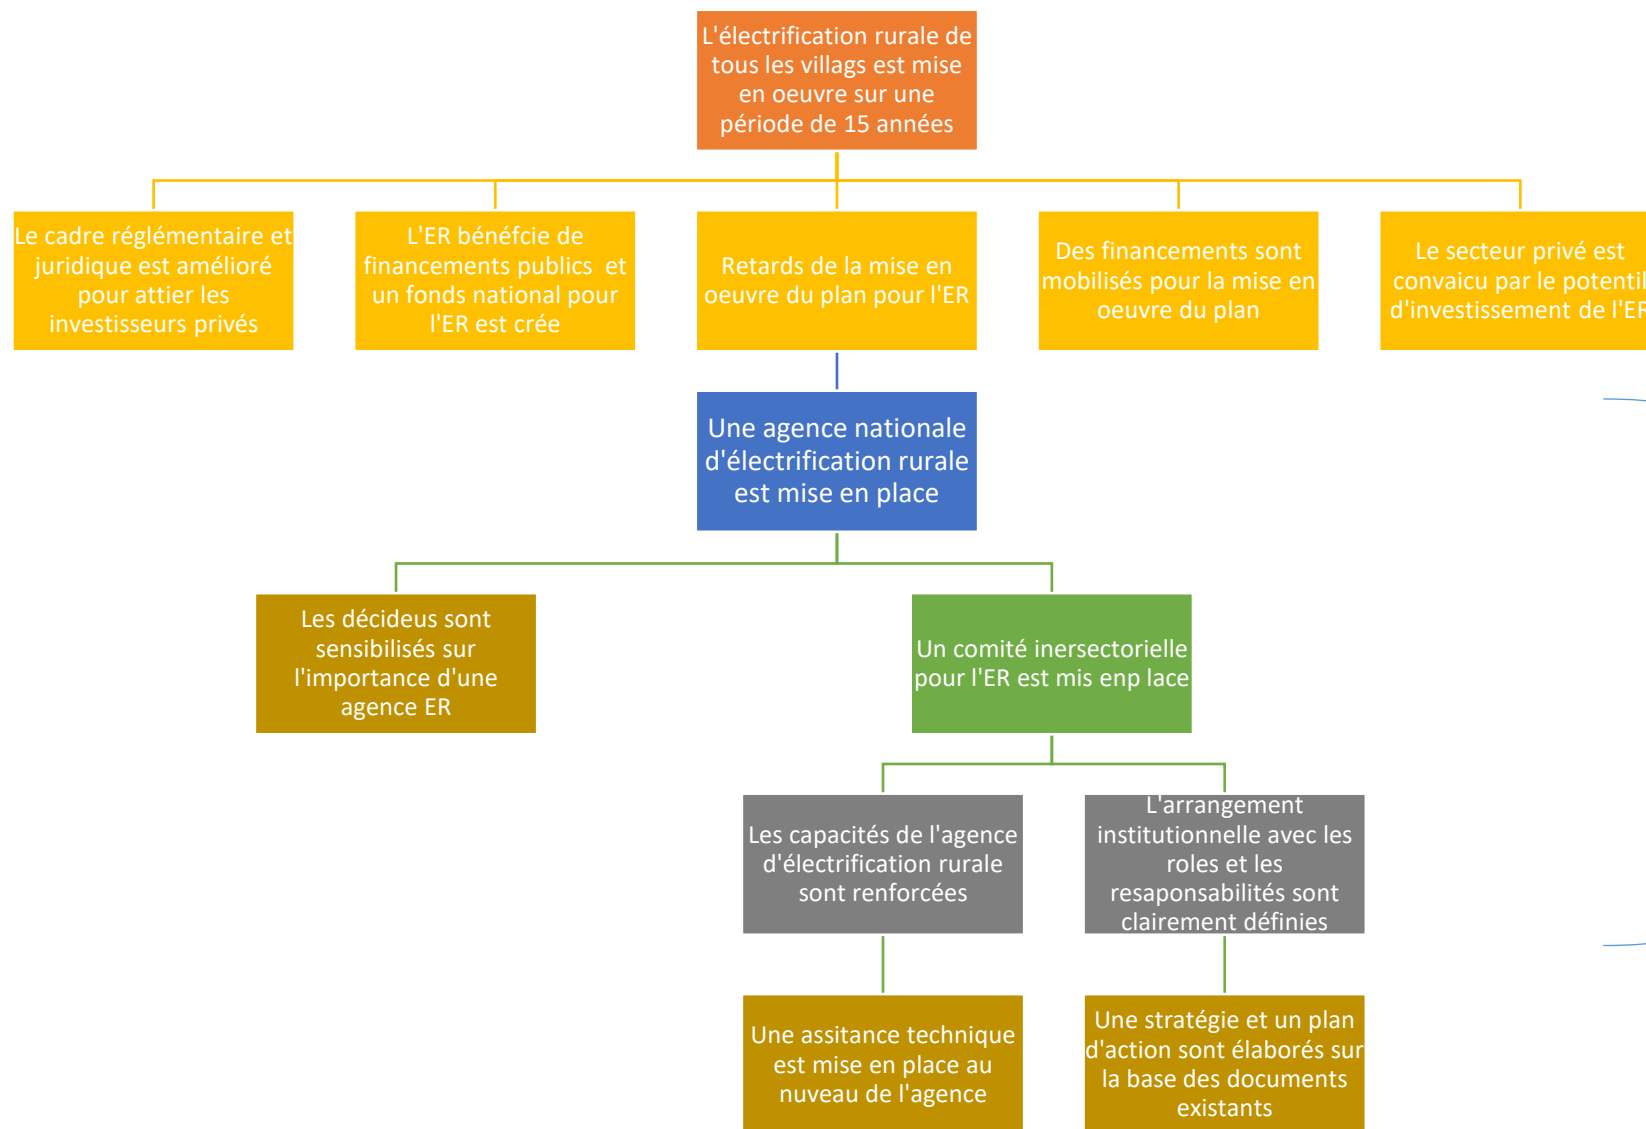 L'électrification rurale de
tous les villags est mise
en oeuvre sur une
période de 15 années
Le cadre réglémentaire et
juridique est amélioré
pour attier les
investisseurs privés
L'ER bénéfcie de
financements publics et
un fonds national pour
l'ER est crée
Retards de la mise en
oeuvre du plan pour l'ER
Des financements sont
mobilisés pour la mise en
oeuvre du plan
Le secteur privé est
convaicu par le potentil
d'investissement de l'ER
Une agence nationale
d'électrification rurale
est mise en place
Les décideus sont
sensibilisés sur
l'importance d'une
agence ER
Un comité inersectorielle
pour l'ER est mis enp lace
Les capacités de l'agence
d'électrification rurale
sont renforcées
L'arrangement
institutionnelle avec les
roles et les
resaponsabilités sont
clairement définies
Une assitance technique
est mise en place au
nuveau de l'agence
Une stratégie et un plan
d'action sont élaborés sur
la base des documents
existants